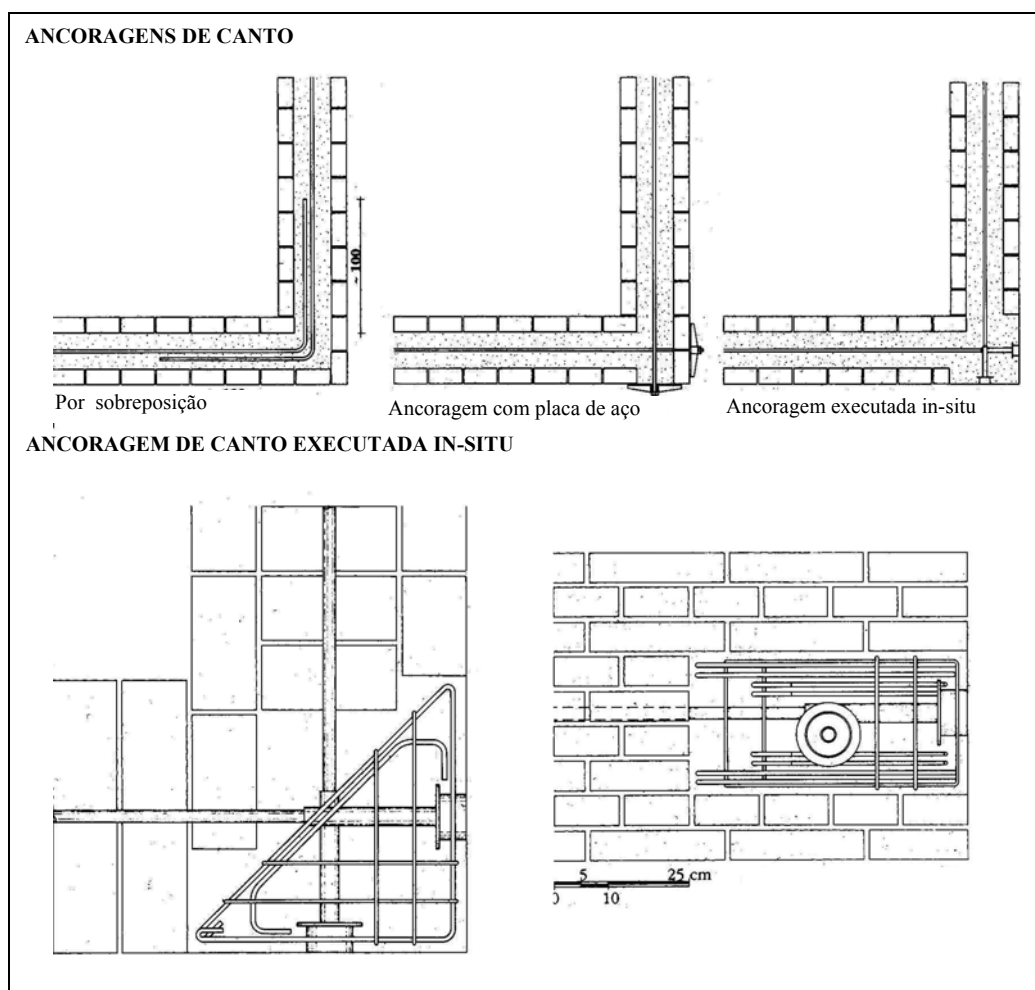 ANCORAGENS DE CANTO
~ 100
Por sobreposição
Ancoragem com placa de aço
Ancoragem executada in-situ
ANCORAGEM DE CANTO EXECUTADA IN-SITU
5 25 cm
0 10